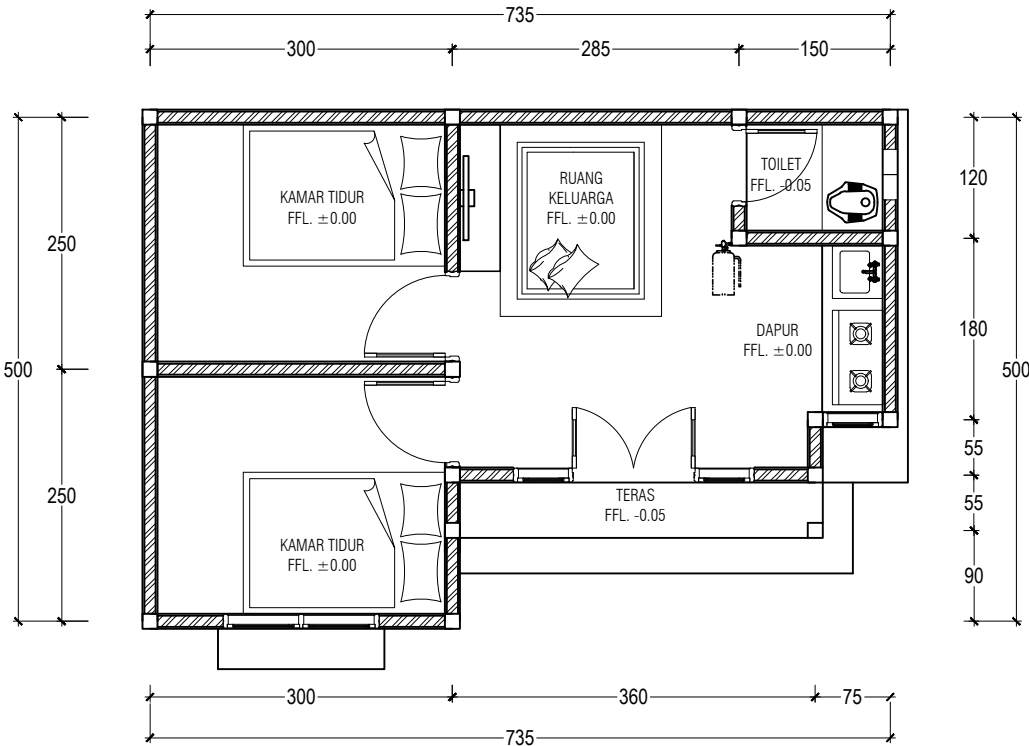 735
300 285 150
KAMAR TIDUR
FFL. ±0.00
RUANG
KELUARGA
FFL. ±0.00
TOILET
FFL. -0.05
120
250
DAPUR
FFL. ±0.00
180
500
500
55
250
TERAS
FFL. -0.05
55
KAMAR TIDUR
FFL. ±0.00
90
300 360 75
735